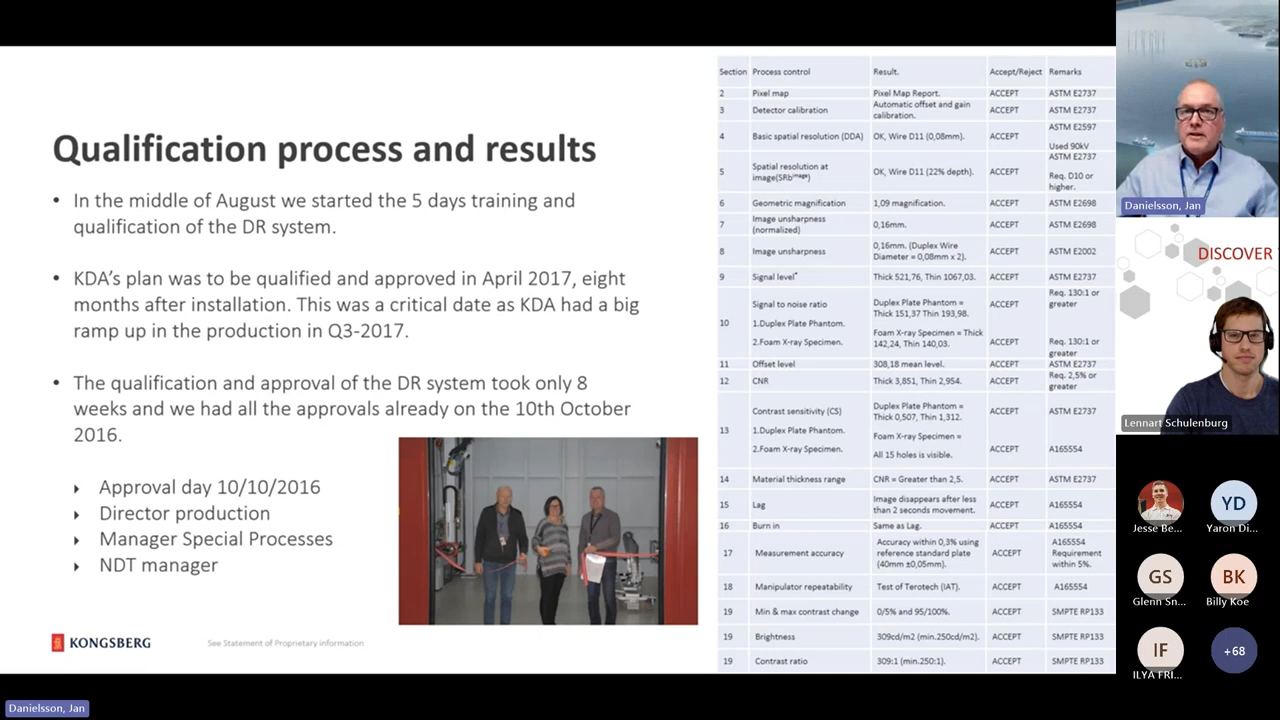 Qualification process and results
• In the middle of August we started the 5 days training and
qualification of the DR system.
• KDA's plan was to be qualified and approved in April 2017, eight
months after installation. This was a critical date as KDA had a big
ramp up in the production in Q3-2017.
• The qualification and approval of the DR system took only 8
weeks and we had all the approvals already on the 10th October
2016.
Approval day 10/10/2016
Director production
Manager Special Processes
NDT manager
KONGSBERG
See Statement of Proprietary information
Section Process control Result. Accept/Reject Remarks
2 Pixel map Pixel Map Report. ACCEPT ASTM E2737
3 Detector calibration Automatic offset and gain calibration. ACCEPT ASTM E2737
4 Basic spatial resolution (DDA) OK, Wire D11 (0,08mm). ACCEPT ASTM E2597 Used 90kV
5 Spatial resolution at image(SRbimage) OK, Wire D11 (22% depth). ACCEPT ASTM E2737 Req. D10 or higher.
6 Geometric magnification 1,09 magnification. ACCEPT ASTM E2698
7 Image unsharpness (normalized) 0,16mm. ACCEPT ASTM E2698
8 Image unsharpness 0,16mm. (Duplex Wire Diameter = 0,08mm x 2). ACCEPT ASTM E2002
9 Signal level* Thick 521,76, Thin 1067,03. ACCEPT ASTM E2737
10 Signal to noise ratio Duplex Plate Phantom = Thick 151,37 Thin 193,98. ACCEPT Req. 130:1 or greater
1.Duplex Plate Phantom.
2.Foam X-ray Specimen. Foam X-ray Specimen = Thick 142,24, Thin 140,03. ACCEPT Req. 130:1 or greater
11 Offset level 308,18 mean level. ACCEPT ASTM E2737
12 CNR Thick 3,851, Thin 2,954. ACCEPT Req. 2,5% or greater
13 Contrast sensitivity (CS) Duplex Plate Phantom = Thick 0,507, Thin 1,312. ACCEPT ASTM E2737
1.Duplex Plate Phantom.
2.Foam X-ray Specimen. Foam X-ray Specimen = All 15 holes is visible. ACCEPT A165554
14 Material thickness range CNR = Greater than 2,5. ACCEPT ASTM E2737
15 Lag Image disappears after less than 2 seconds movement. ACCEPT A165554
16 Burn in Same as Lag. ACCEPT A165554
17 Measurement accuracy Accuracy within 0,3% using reference standard plate (40mm ±0,05mm). ACCEPT A165554 Requirement within 5%.
18 Manipulator repeatability Test of Terotech (IAT). ACCEPT A165554
19 Min & max contrast change 0/5% and 95/100%. ACCEPT SMPTE RP133
19 Brightness 309cd/m2 (min.250cd/m2). ACCEPT SMPTE RP133
19 Contrast ratio 309:1 (min.250:1). ACCEPT SMPTE RP133
Danielsson, Jan
DISCOVER
Lennart Schulenburg
Jesse Be...
YD
Yaron Di...
GS
Glenn Sn...
BK
Billy Koe
IF
ILYA FRI...
+68
Danielsson, Jan